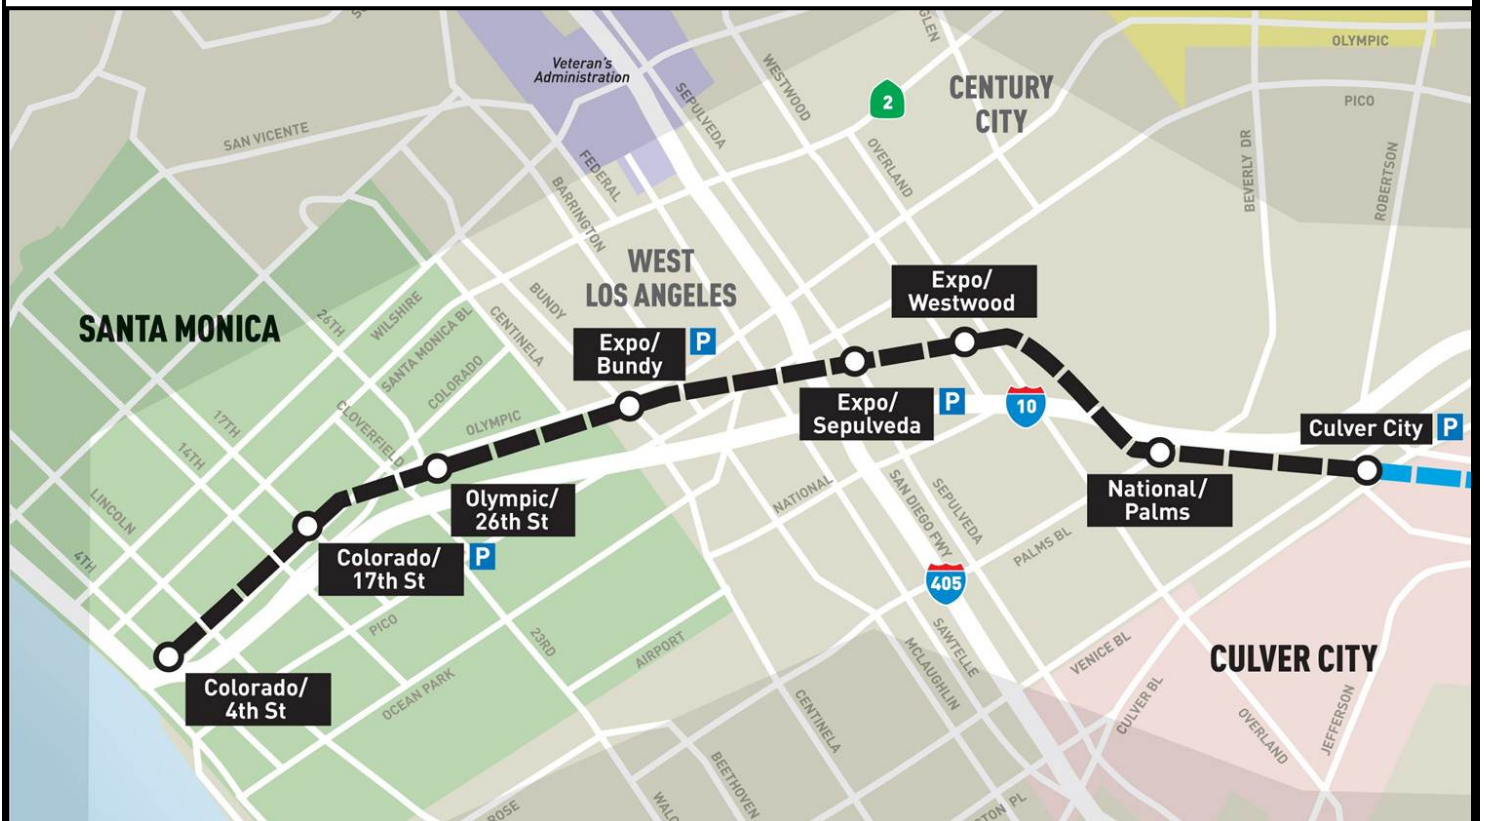 OLYMPIC
Veteran's
Administration
WESTWOOD
SEPULVEDA
2
CENTURY
CITY
PICO
SAN VICENTE
FEDERAL
BARRINGTON
OVERLAND
BEVERLY DR
ROBERTSON
WEST
LOS ANGELES
Expo/
Westwood
SANTA MONICA
26TH
WILSHIRE
SANTA MONICA BL
COLORADO
BUNDY
CENTINELA
Expo/
Bundy
P
Expo/
Sepulveda
P
10
Culver City
P
17TH
14TH
CLOVERFIELD
OLYMPIC
LINCOLN
4TH
Olympic/
26th St
Colorado/
17th St
P
NATIONAL
SAN DIEGO FWY
SEPULVEDA
National/
Palms
PALMS BL
405
PICO
23RD
AIRPORT
OCEAN PARK
Colorado/
4th St
SAWTELLE
MCLAUGHLIN
VENICE BL
CULVER CITY
CULVER BL
OVERLAND
JEFFERSON
CENTINELA
BEETHOVEN